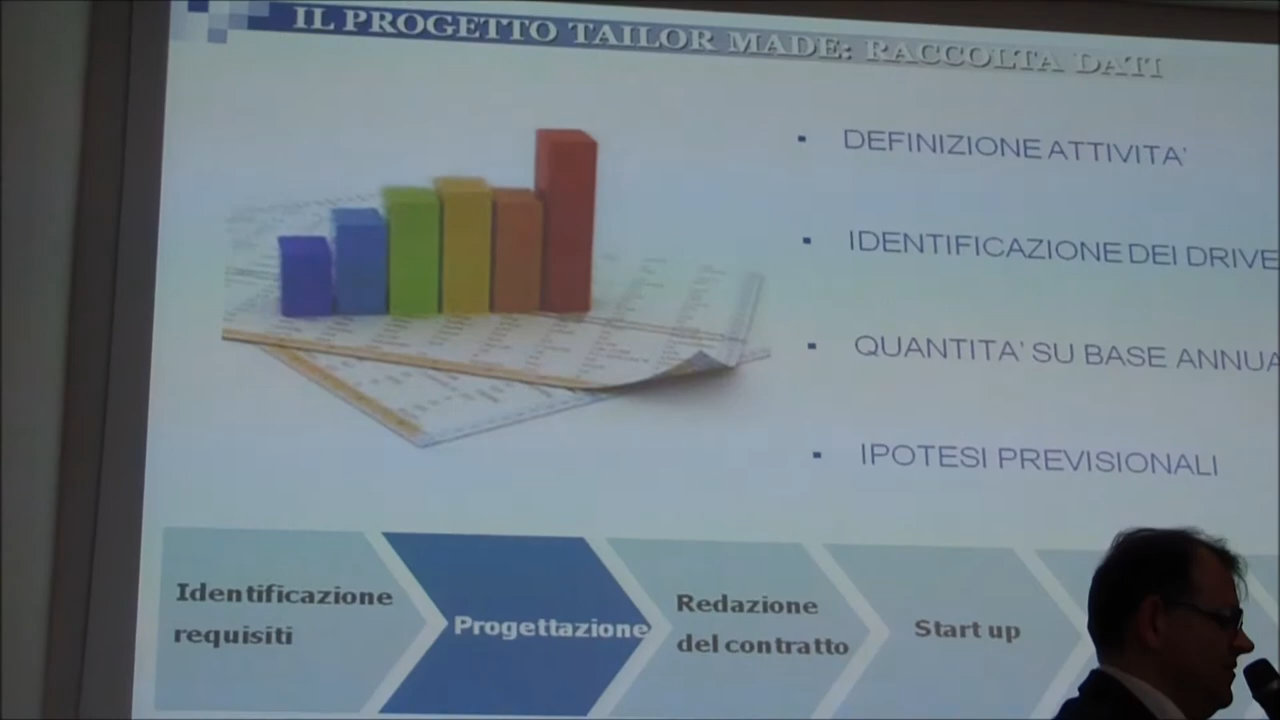 IL PROGETTO TAILOR MADE: RACCOLTA DATI
DEFINIZIONE ATTIVITA'
IDENTIFICAZIONE DEI DRIVE
QUANTITA' SU BASE ANNUA
IPOTESI PREVISIONALI
Identificazione
requisiti
Progettazione
Redazione
del contratto
Start up